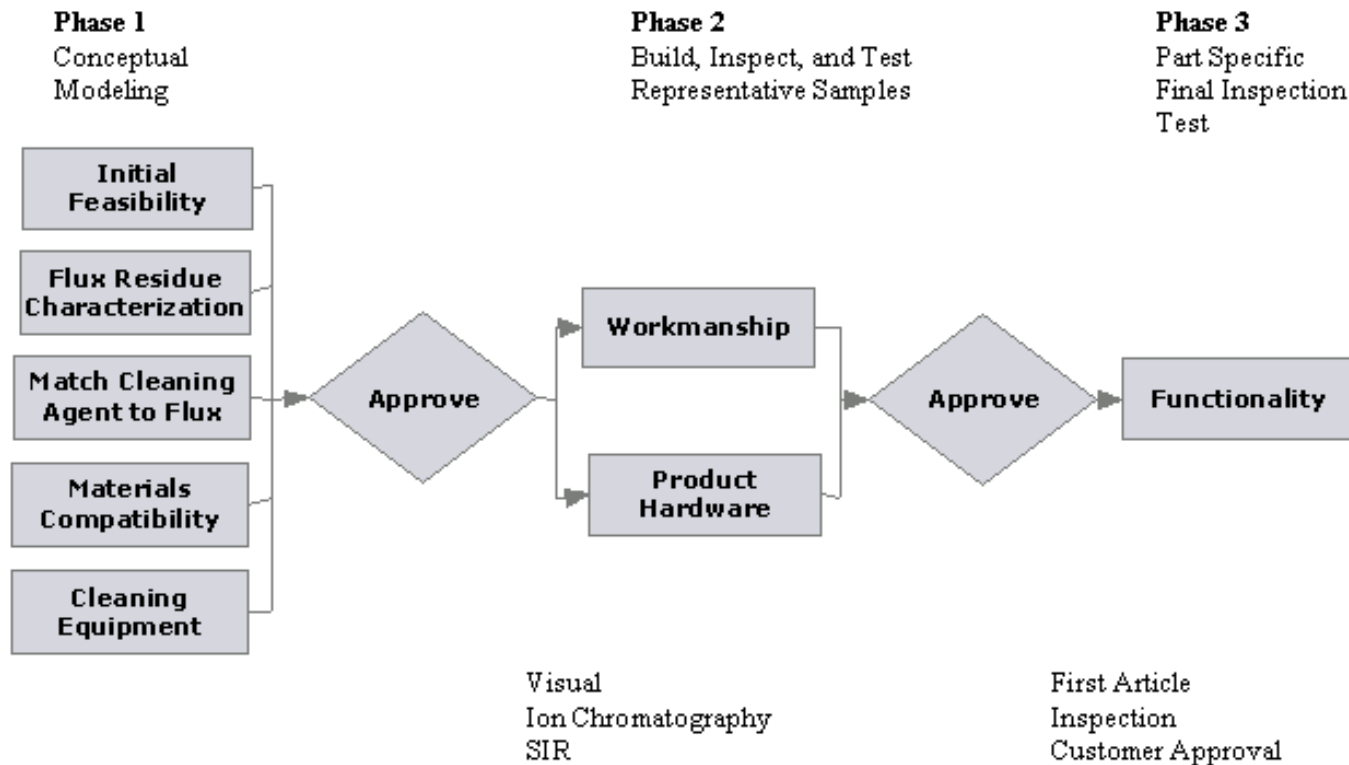 Phase 1
Conceptual
Modeling
Phase 2
Build, Inspect, and Test
Representative Samples
Phase 3
Part Specific
Final Inspection
Test
Initial
Feasibility
Flux Residue
Characterization
Match Cleaning
Agent to Flux
Materials
Compatibility
Cleaning
Equipment
Approve
Workmanship
Product
Hardware
Approve
Functionality
Visual
Ion Chromatography
SIR
First Article
Inspection
Customer Approval